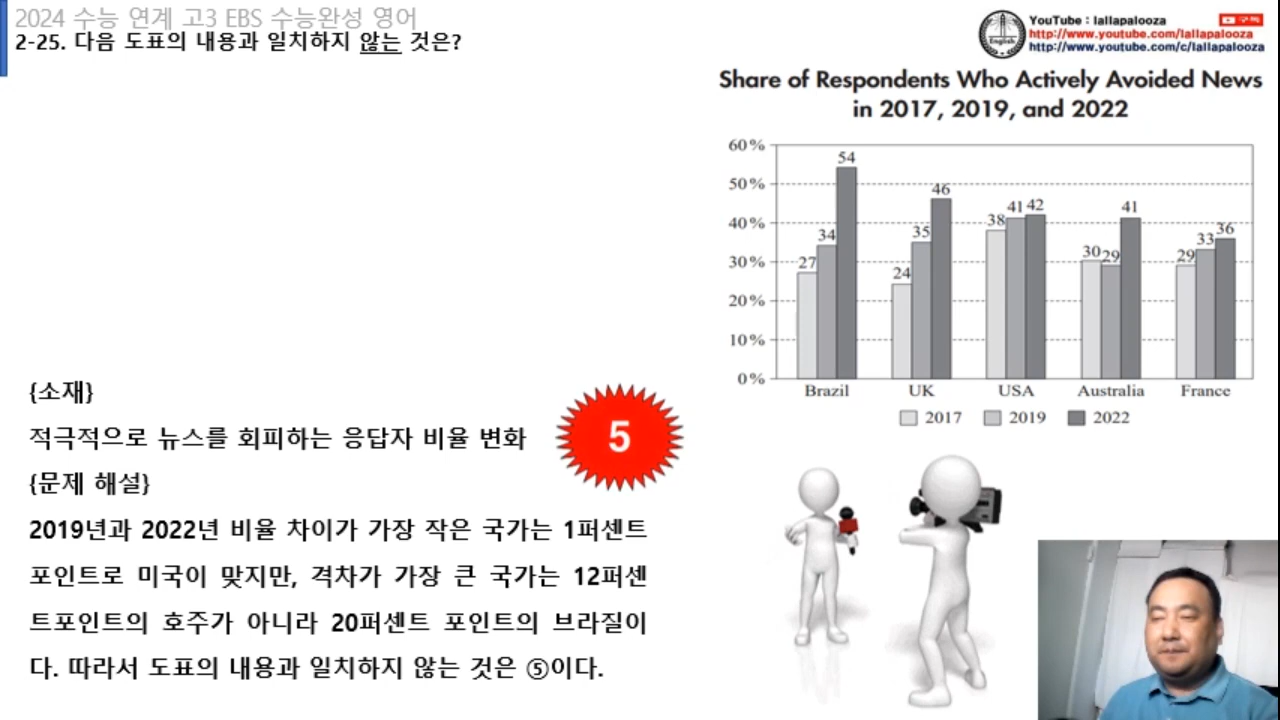 2024 수능 연계 고3 EBS 수능완성 영어
2-25. 다음 도표의 내용과 일치하지 않는 것은?
YouTube : lallapalooza
구독
http://www.youtube.com/lallapalooza
http://www.youtube.com/c/lallapalooza
English
Share of Respondents Who Actively Avoided News
in 2017, 2019, and 2022
60%
50%
40%
30%
20%
10%
0%
27 34 54
24 35 46
38 41 42
30 29 41
29 33 36
Brazil UK USA Australia France
2017 2019 2022
{소재}
적극적으로 뉴스를 회피하는 응답자 비율 변화
5
{문제 해설}
2019년과 2022년 비율 차이가 가장 작은 국가는 1퍼센트
포인트로 미국이 맞지만, 격차가 가장 큰 국가는 12퍼센
트포인트의 호주가 아니라 20퍼센트 포인트의 브라질이
다. 따라서 도표의 내용과 일치하지 않는 것은 ⑤이다.